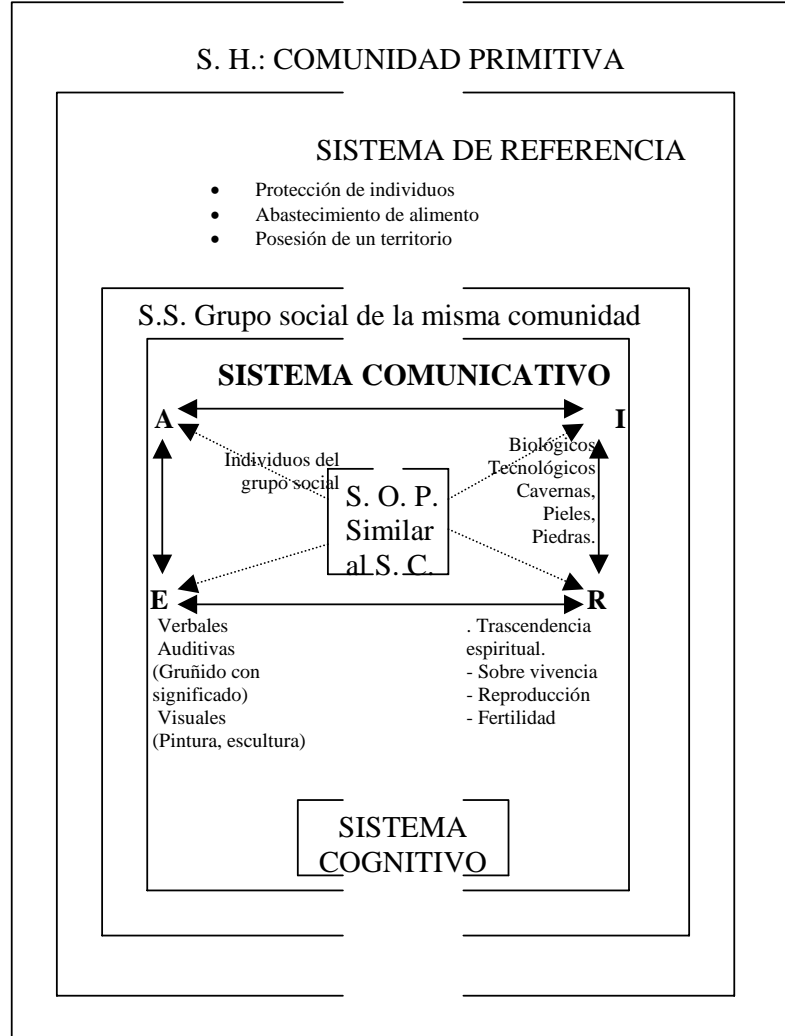 S. H.: COMUNIDAD PRIMITIVA
SISTEMA DE REFERENCIA
• Protección de individuos
• Abastecimiento de alimento
• Posesión de un territorio
S.S. Grupo social de la misma comunidad
SISTEMA COMUNICATIVO
A
I
Individuos del
grupo social
Biológicos
Tecnológicos
Cavernas,
Pieles,
Piedras.
S. O. P.
Similar
al S. C.
E
R
Verbales
Auditivas
(Gruñido con
significado)
Visuales
(Pintura, escultura)
. Trascendencia
espiritual.
- Sobre vivencia
- Reproducción
- Fertilidad
SISTEMA
COGNITIVO